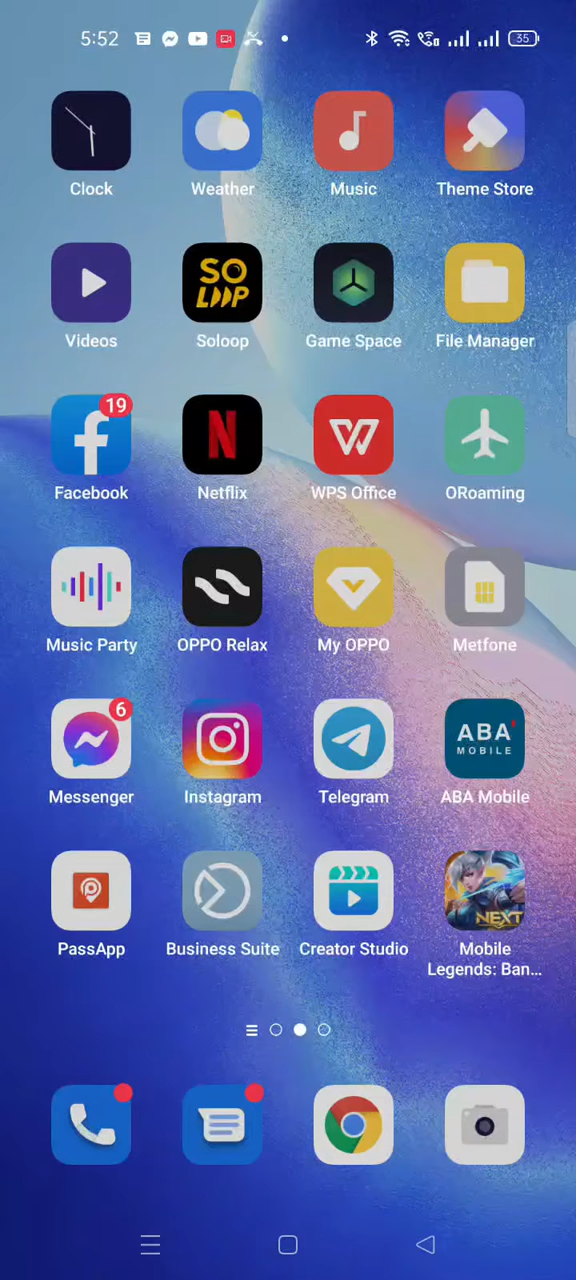 5:52 35
Clock Weather Music Theme Store
SO
LOOP
Videos Soloop Game Space File Manager
19
Facebook Netflix WPS Office ORoaming
Music Party OPPO Relax My OPPO Metfone
6
ABA'
MOBILE
Messenger Instagram Telegram ABA Mobile
NEXT
PassApp Business Suite Creator Studio Mobile
Legends: Ban...